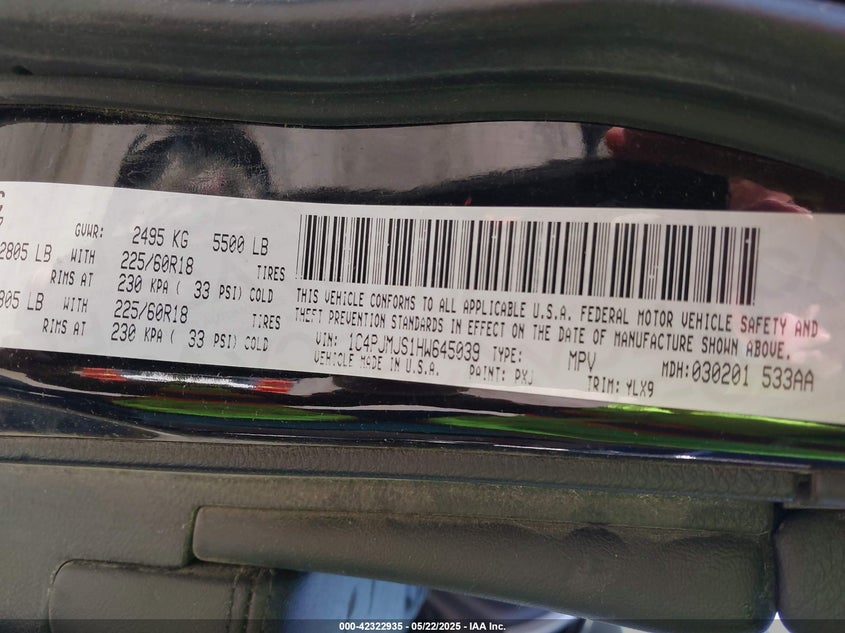 GVWR: 2495 KG 5500 LB
2805 LB WITH 225/60R18 TIRES
RIMS AT 230 KPA ( 33 PSI) COLD
805 LB WITH 225/60R18 TIRES
RIMS AT 230 KPA ( 33 PSI) COLD
THIS VEHICLE CONFORMS TO ALL APPLICABLE U.S.A. FEDERAL MOTOR VEHICLE SAFETY AND
THEFT PREVENTION STANDARDS IN EFFECT ON THE DATE OF MANUFACTURE SHOWN ABOVE.
VIN: 1C4PJMJS1HW645039 TYPE: MPV MDH:030201 533AA
VEHICLE MADE IN U.S.A. PAINT: PXJ TRIM: YLX9
000-42322935 - 05/22/2025 - IAA Inc.